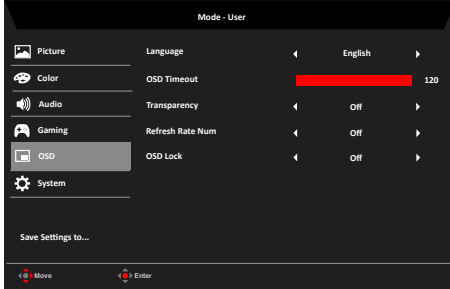 Mode - User
Picture
Language
English
Color
OSD Timeout
120
Audio
Transparency
Off
Gaming
Refresh Rate Num
Off
OSD
OSD Lock
Off
System
Save Settings to...
Move
Enter